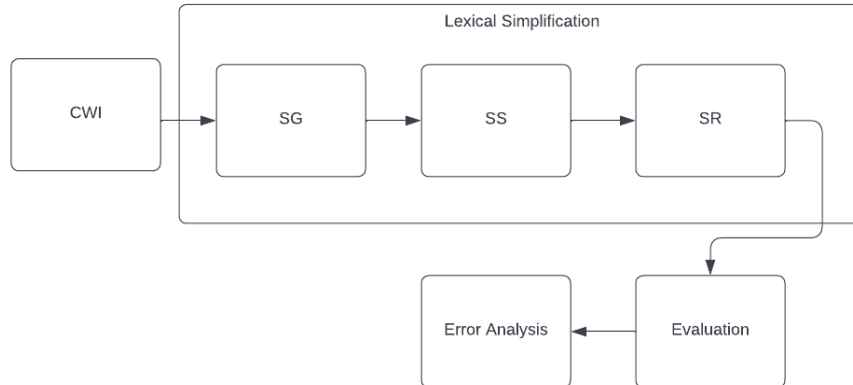 Lexical Simplification
CWI
SG
SS
SR
Error Analysis
Evaluation